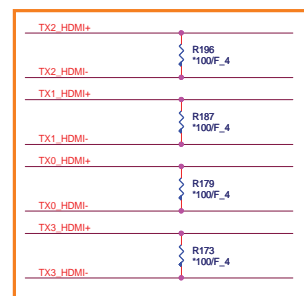 TX2_HDMI+
R196
*100/F_4
TX2_HDMI-
TX1_HDMI+
R187
*100/F_4
TX1_HDMI-
TX0_HDMI+
R179
*100/F_4
TX0_HDMI-
TX3_HDMI+
R173
*100/F_4
TX3_HDMI-